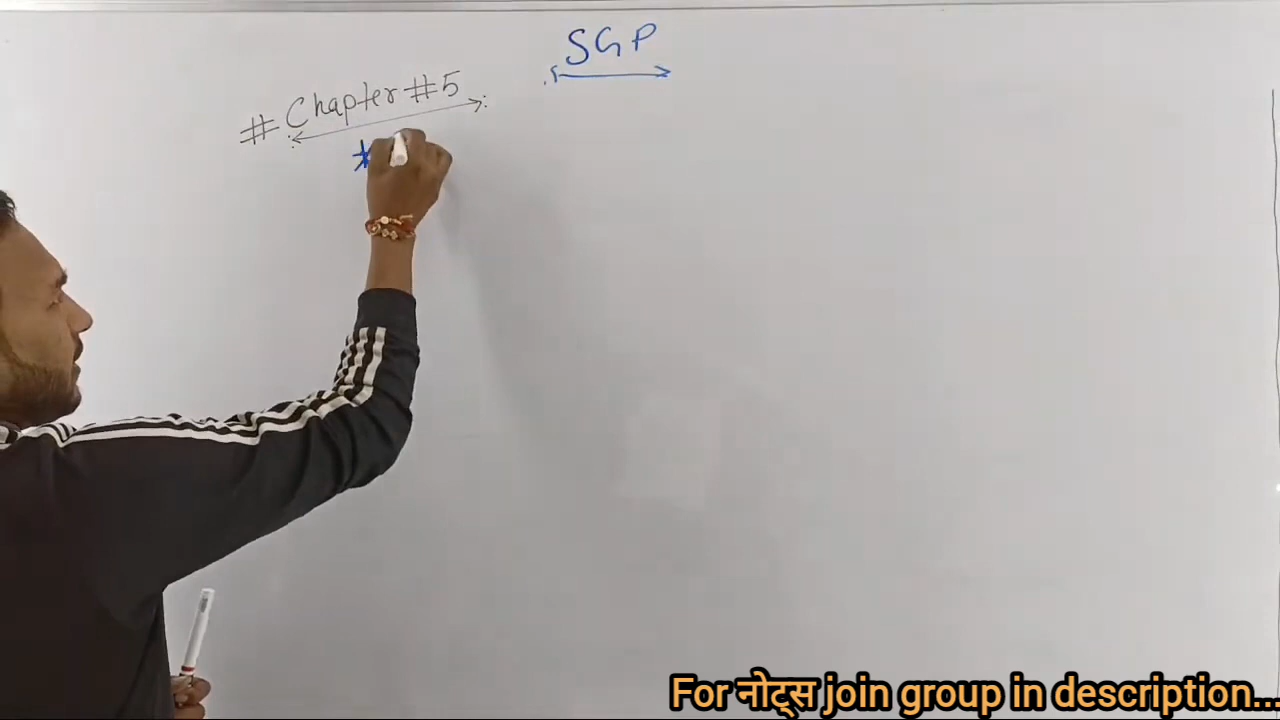 SGP
# Chapter #5
*
For नोट्स join group in description...